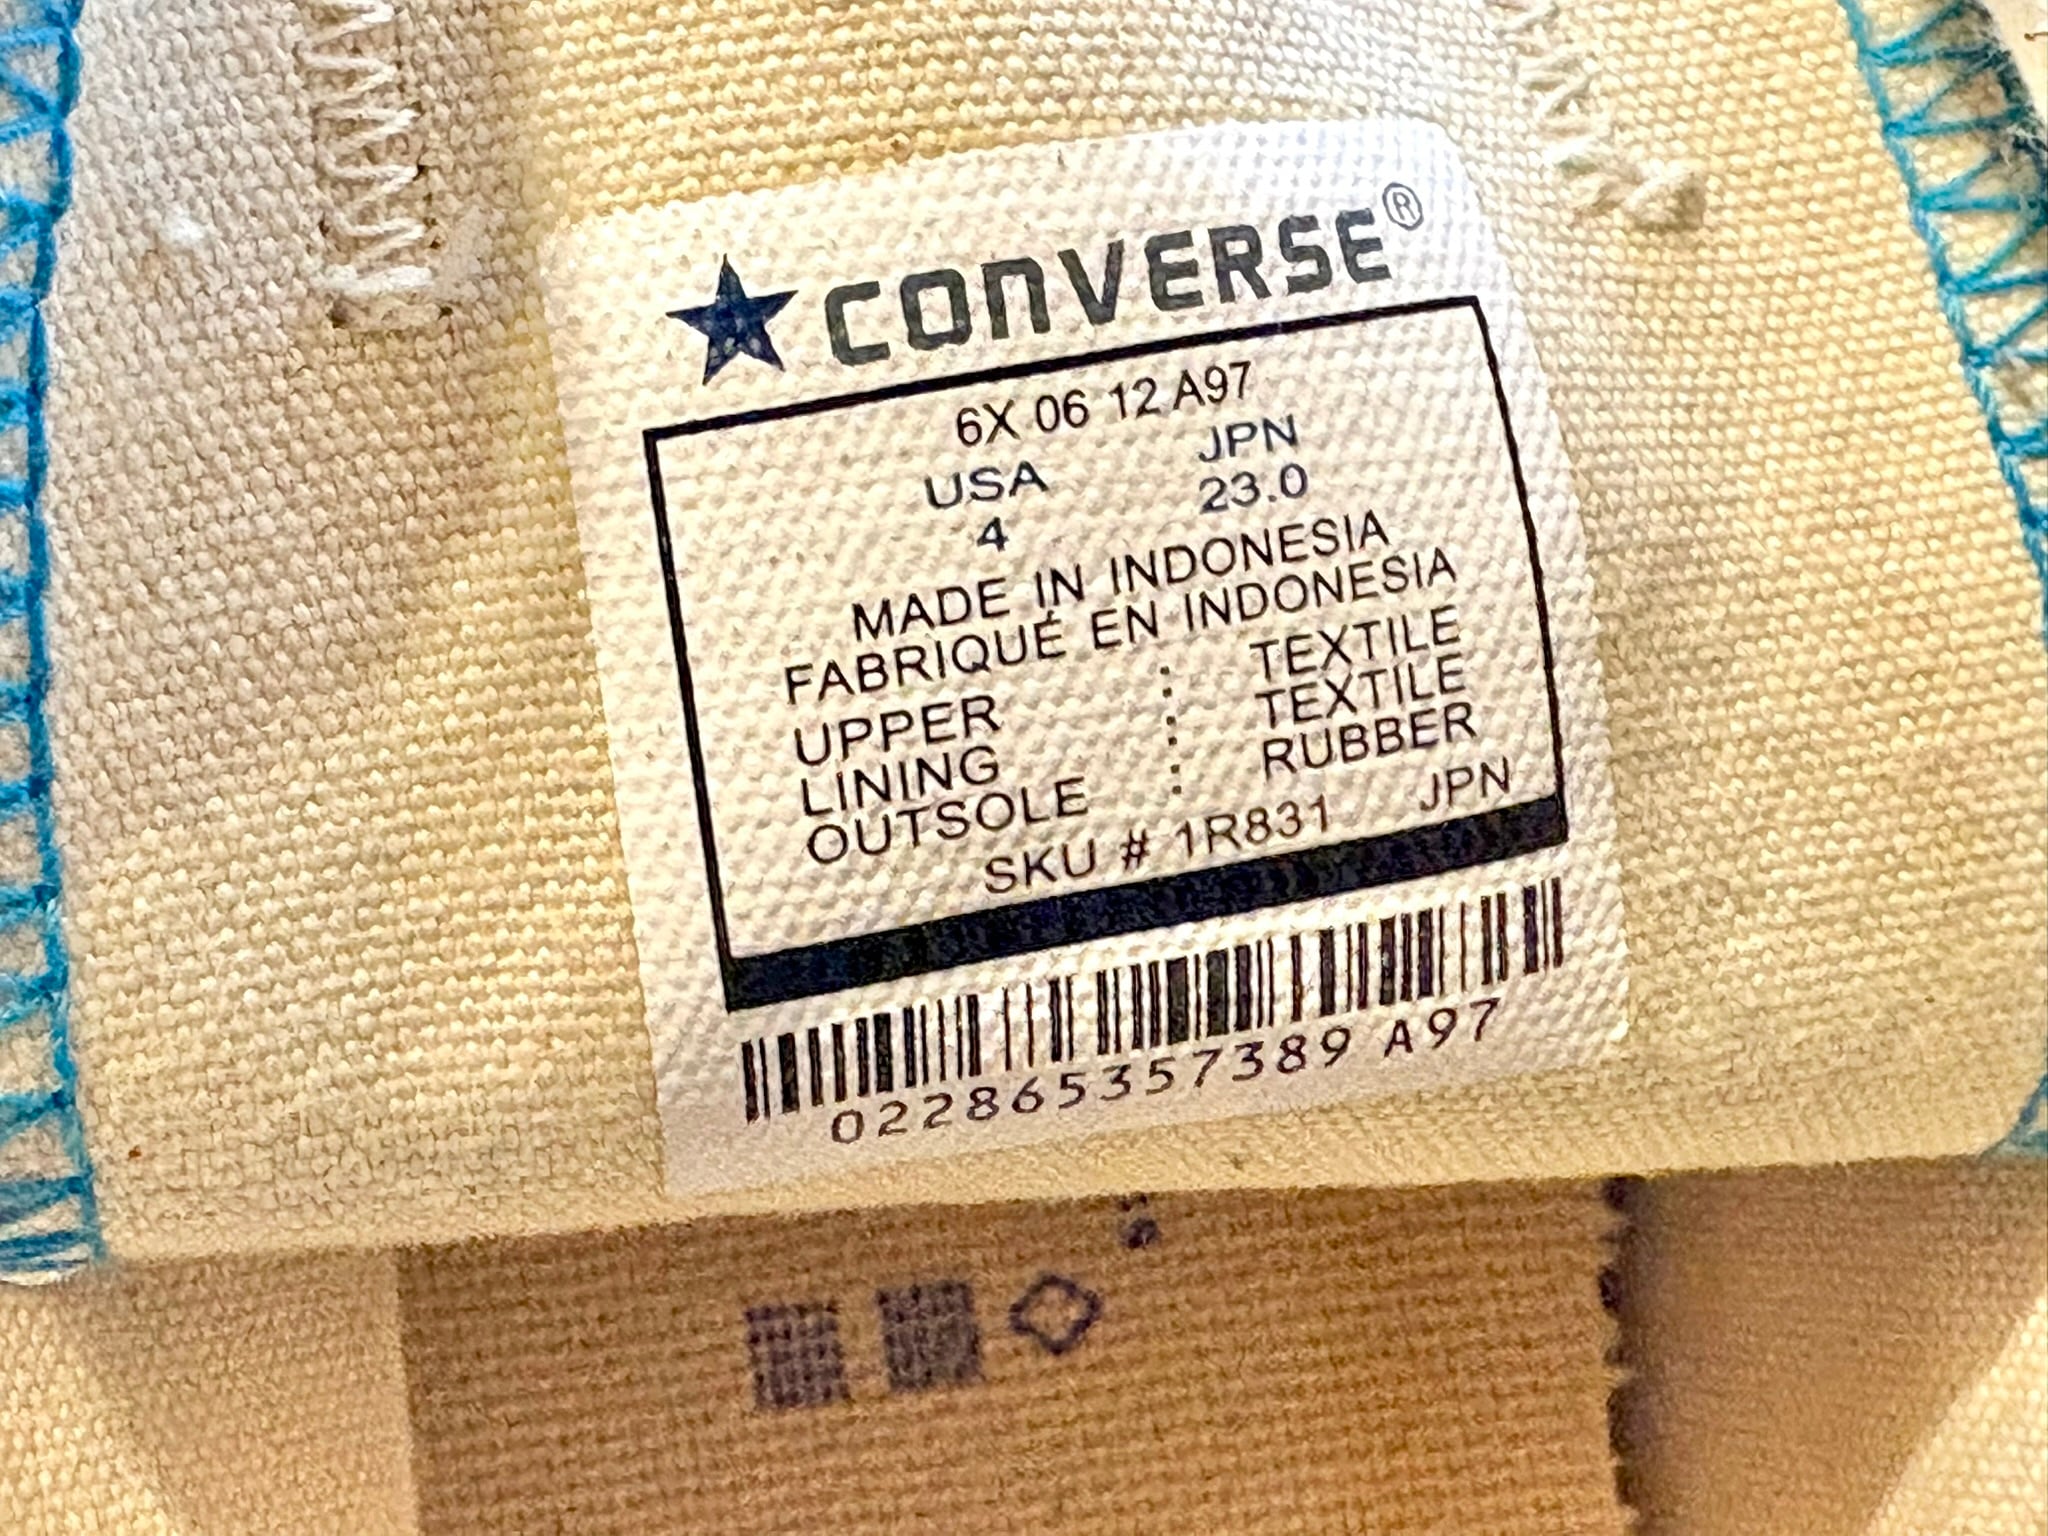 CONVERSE®
6X 06 12 A97
USA JPN
4 23.0
MADE IN INDONESIA
FABRIQUÉ EN INDONESIA
UPPER : TEXTILE
LINING : TEXTILE
OUTSOLE : RUBBER
SKU # 1R831 JPN
022865357389 A97